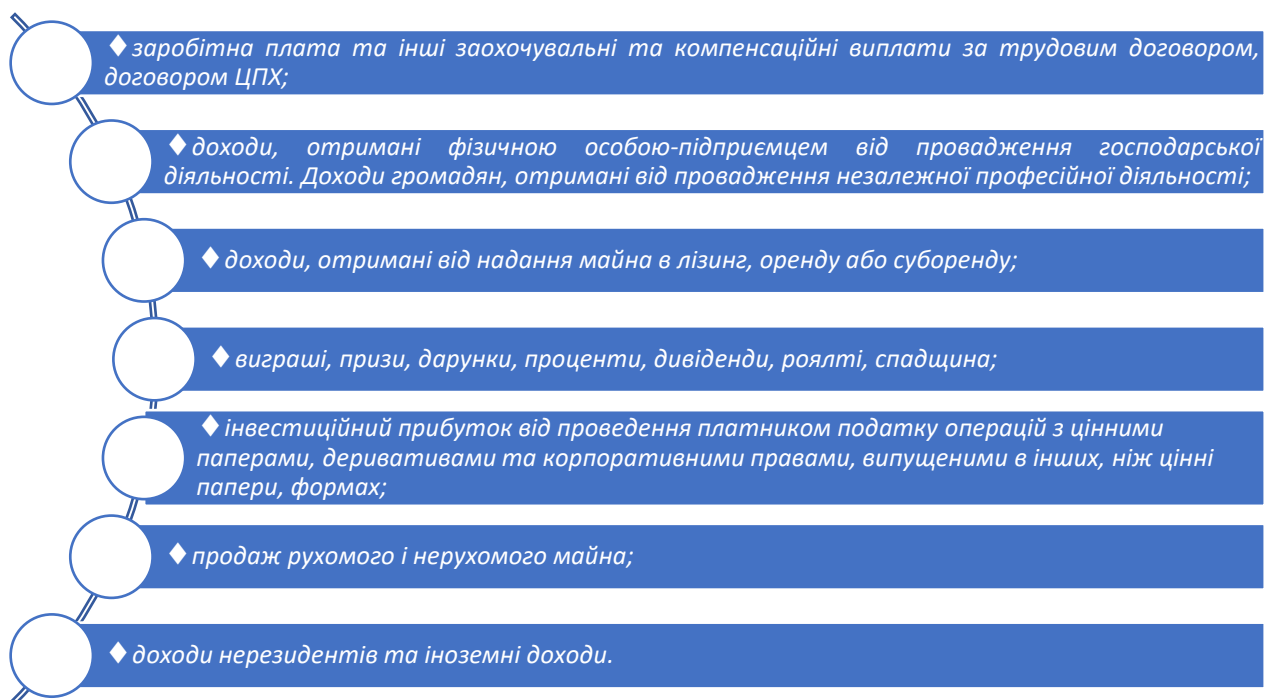 ♦заробітна плата та інші заохочувальні та компенсаційні виплати за трудовим договором,
договором ЦПХ;
♦доходи, отримані фізичною особою-підприємцем від провадження господарської
діяльності. Доходи громадян, отримані від провадження незалежної професійної діяльності;
♦доходи, отримані від надання майна в лізинг, оренду або суборенду;
♦виграші, призи, дарунки, проценти, дивіденди, роялті, спадщина;
♦інвестиційний прибуток від проведення платником податку операцій з цінними
паперами, деривативами та корпоративними правами, випущеними в інших, ніж цінні
папери, формах;
♦продаж рухомого і нерухомого майна;
♦доходи нерезидентів та іноземні доходи.